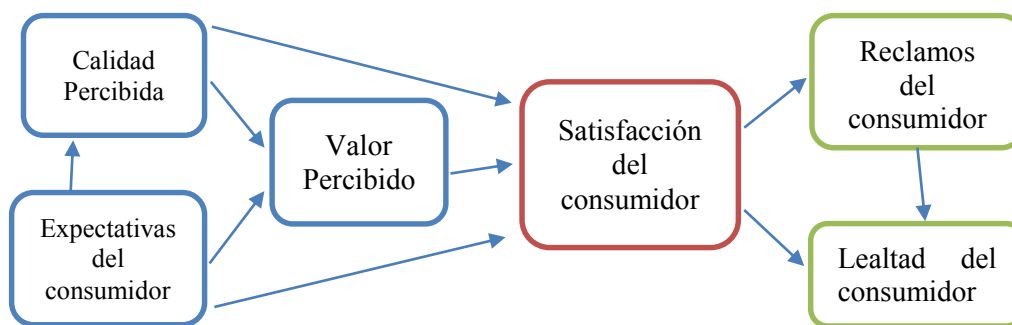 Calidad
Percibida
Expectativas
del
consumidor
Valor
Percibido
Satisfacción
del
consumidor
Reclamos
del
consumidor
Lealtad del
consumidor